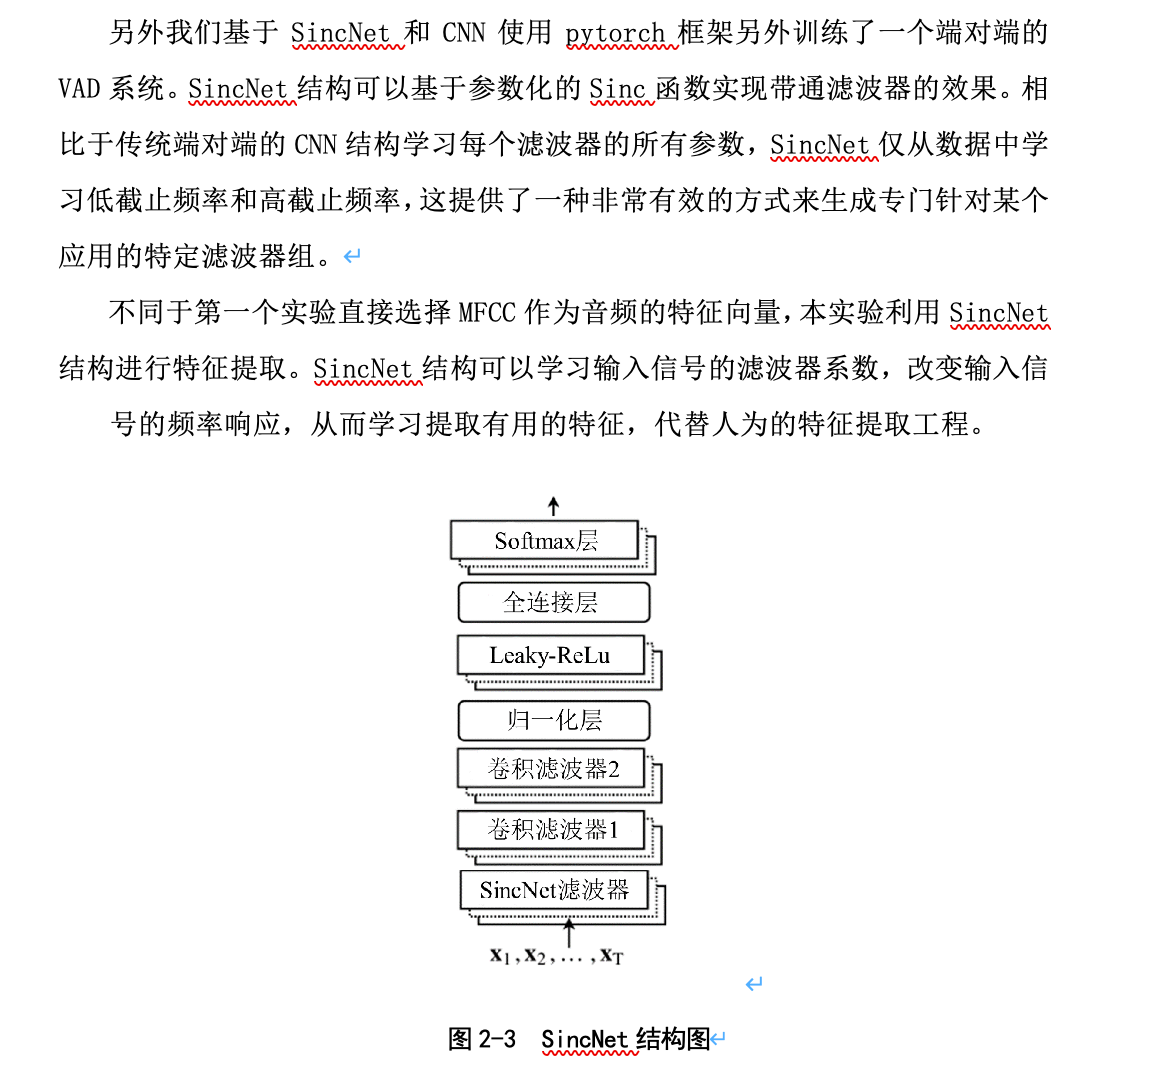 另外我们基于 SincNet 和 CNN 使用 pytorch 框架另外训练了一个端对端的
VAD 系统。SincNet 结构可以基于参数化的 Sinc 函数实现带通滤波器的效果。相
比于传统端对端的 CNN 结构学习每个滤波器的所有参数，SincNet 仅从数据中学
习低截止频率和高截止频率，这提供了一种非常有效的方式来生成专门针对某个
应用的特定滤波器组。
不同于第一个实验直接选择 MFCC 作为音频的特征向量，本实验利用 SincNet
结构进行特征提取。SincNet 结构可以学习输入信号的滤波器系数，改变输入信
号的频率响应，从而学习提取有用的特征，代替人为的特征提取工程。
Softmax层
全连接层
Leaky-ReLu
归一化层
卷积滤波器2
卷积滤波器1
SincNet滤波器
x1,x2,...,xT
图 2-3 SincNet 结构图